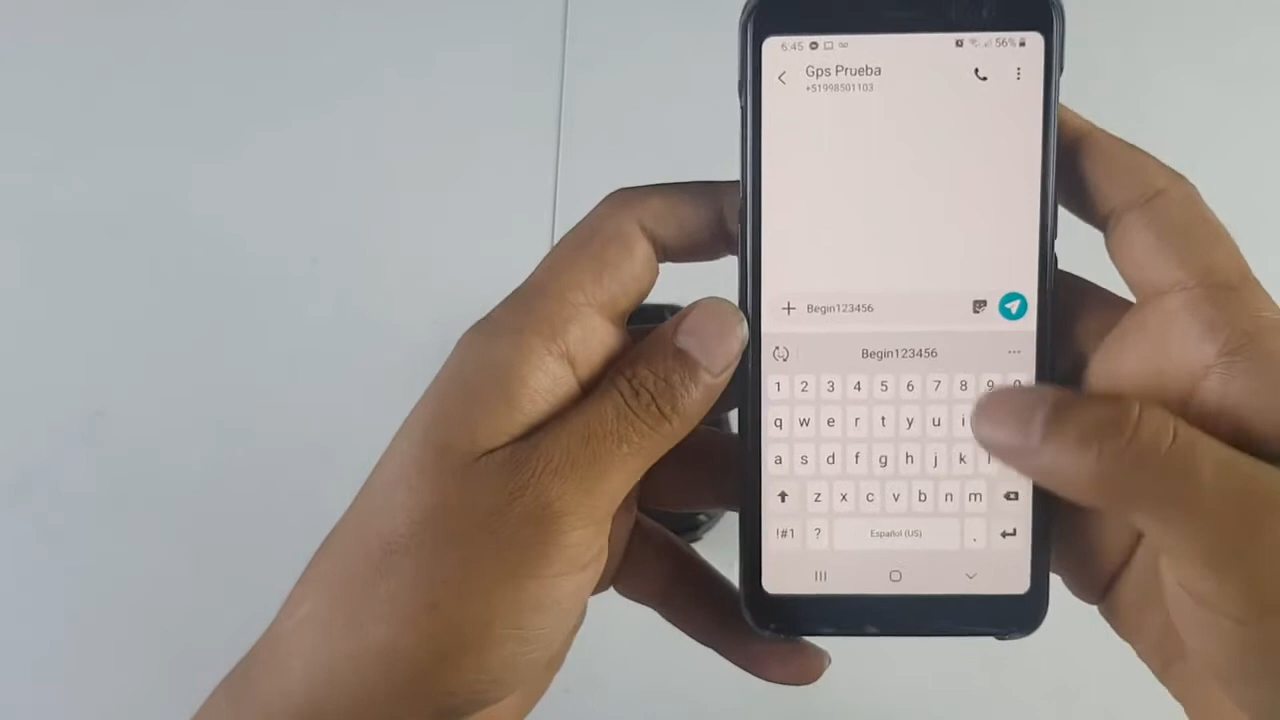 6:45 56%
Gps Prueba
+51998501103
Begin123456
Begin123456
1 2 3 4 5 6 7 8 9 0
q w e r t y u i
a s d f g h j k l
z x c v b n m
!#1 ? Español (US) .